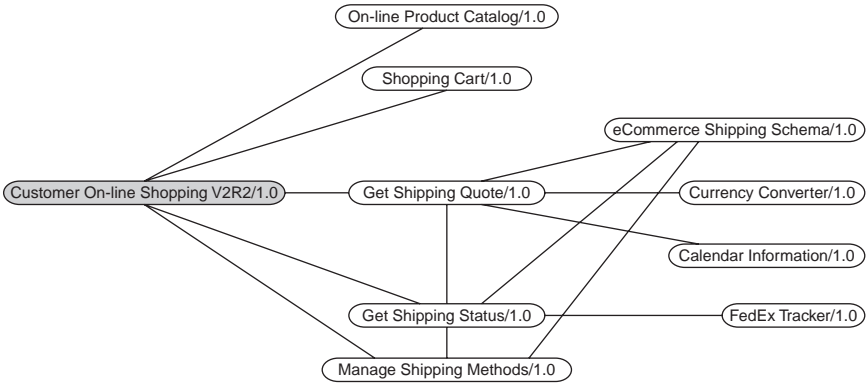 On-line Product Catalog/1.0
Shopping Cart/1.0
eCommerce Shipping Schema/1.0
Customer On-line Shopping V2R2/1.0
Get Shipping Quote/1.0
Currency Converter/1.0
Calendar Information/1.0
Get Shipping Status/1.0
FedEx Tracker/1.0
Manage Shipping Methods/1.0